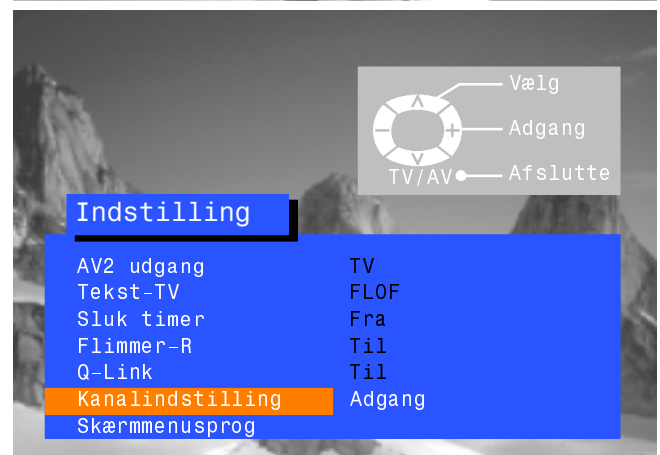 Vælg
Adgang
TV/AV Afslutte
Indstilling
AV2 udgang TV
Tekst-TV FLOF
Sluk timer Fra
Flimmer-R Til
Q-Link Til
Kanalindstilling Adgang
Skærmmenusprog